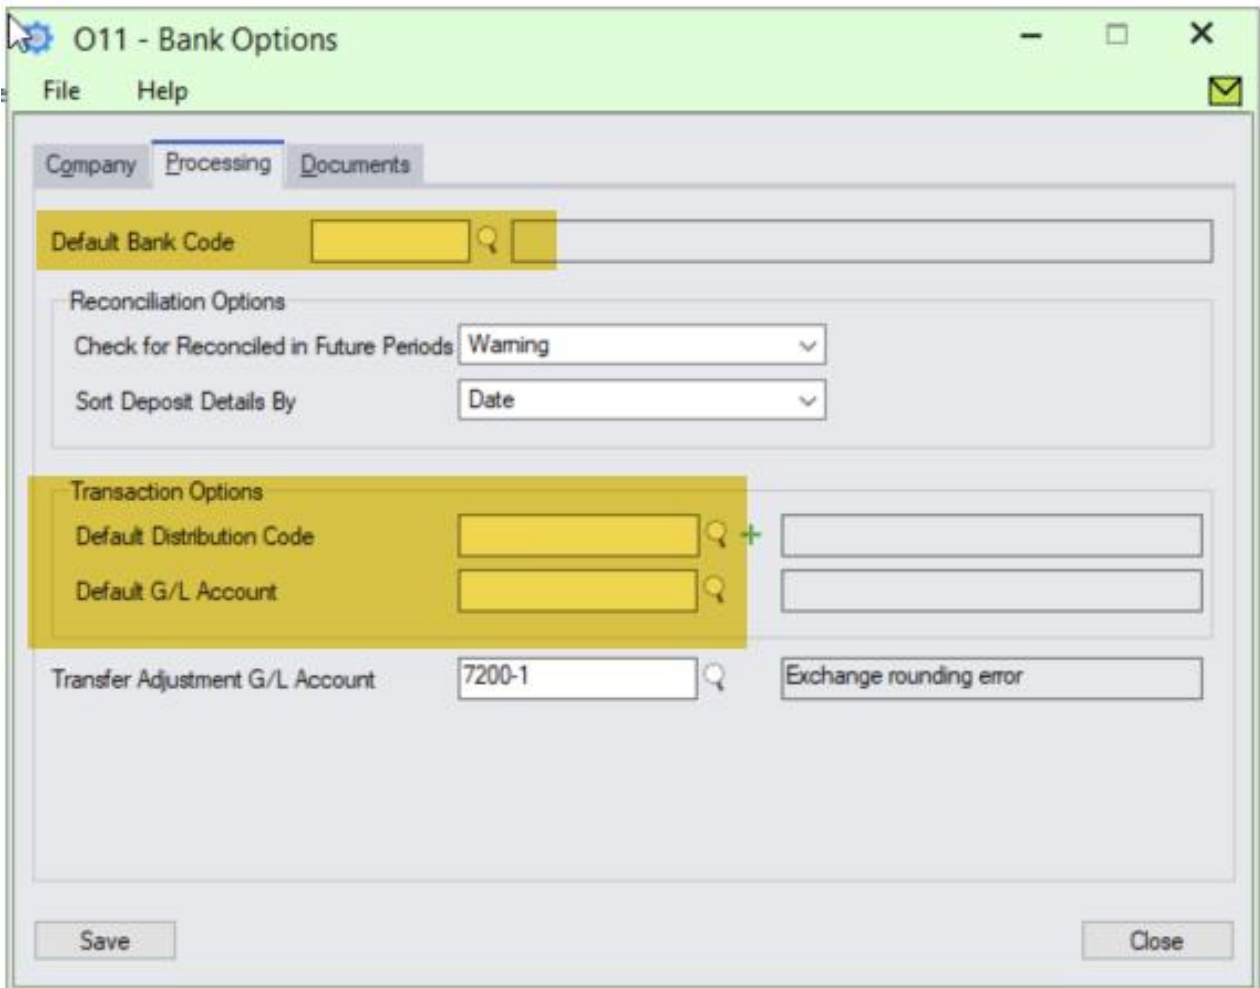 O11 - Bank Options
File Help
Company Processing Documents
Default Bank Code
Reconciliation Options
Check for Reconciled in Future Periods Warning
Sort Deposit Details By Date
Transaction Options
Default Distribution Code
Default G/L Account
Transfer Adjustment G/L Account 7200-1 Exchange rounding error
Save Close